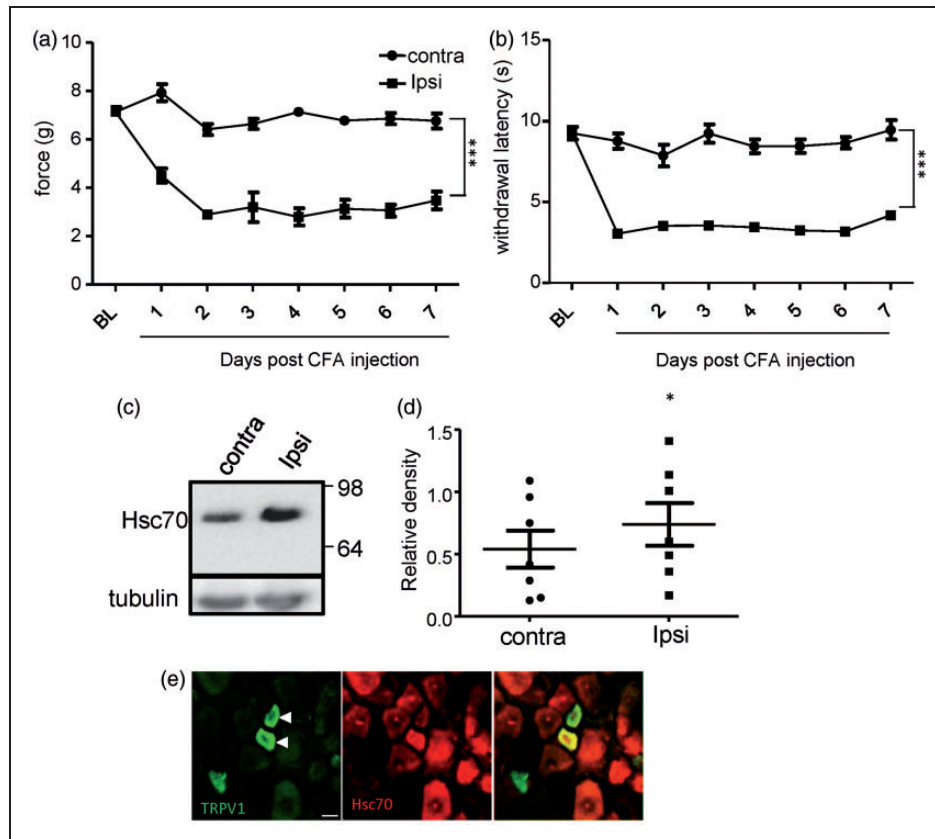 (a)
10
8
6
4
2
0
force (g)
contra
Ipsi
***
BL 1 2 3 4 5 6 7
Days post CFA injection
(b)
15
10
5
0
withdrawal latency (s)
***
BL 1 2 3 4 5 6 7
Days post CFA injection
(c)
contra Ipsi
Hsc70
98
64
tubulin
(d)
*
1.5
1.0
0.5
0.0
Relative density
contra Ipsi
(e)
TRPV1
Hsc70